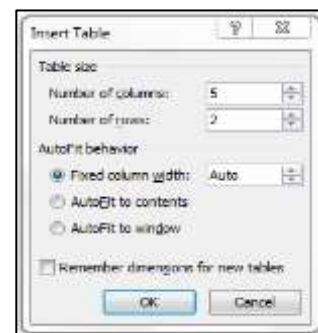 Insert Table
Table size
Number of columns: 5
Number of rows: 2
AutoFit behavior
Fixed column width: Auto
AutoFit to contents
AutoFit to window
Remember dimensions for new tables
OK Cancel